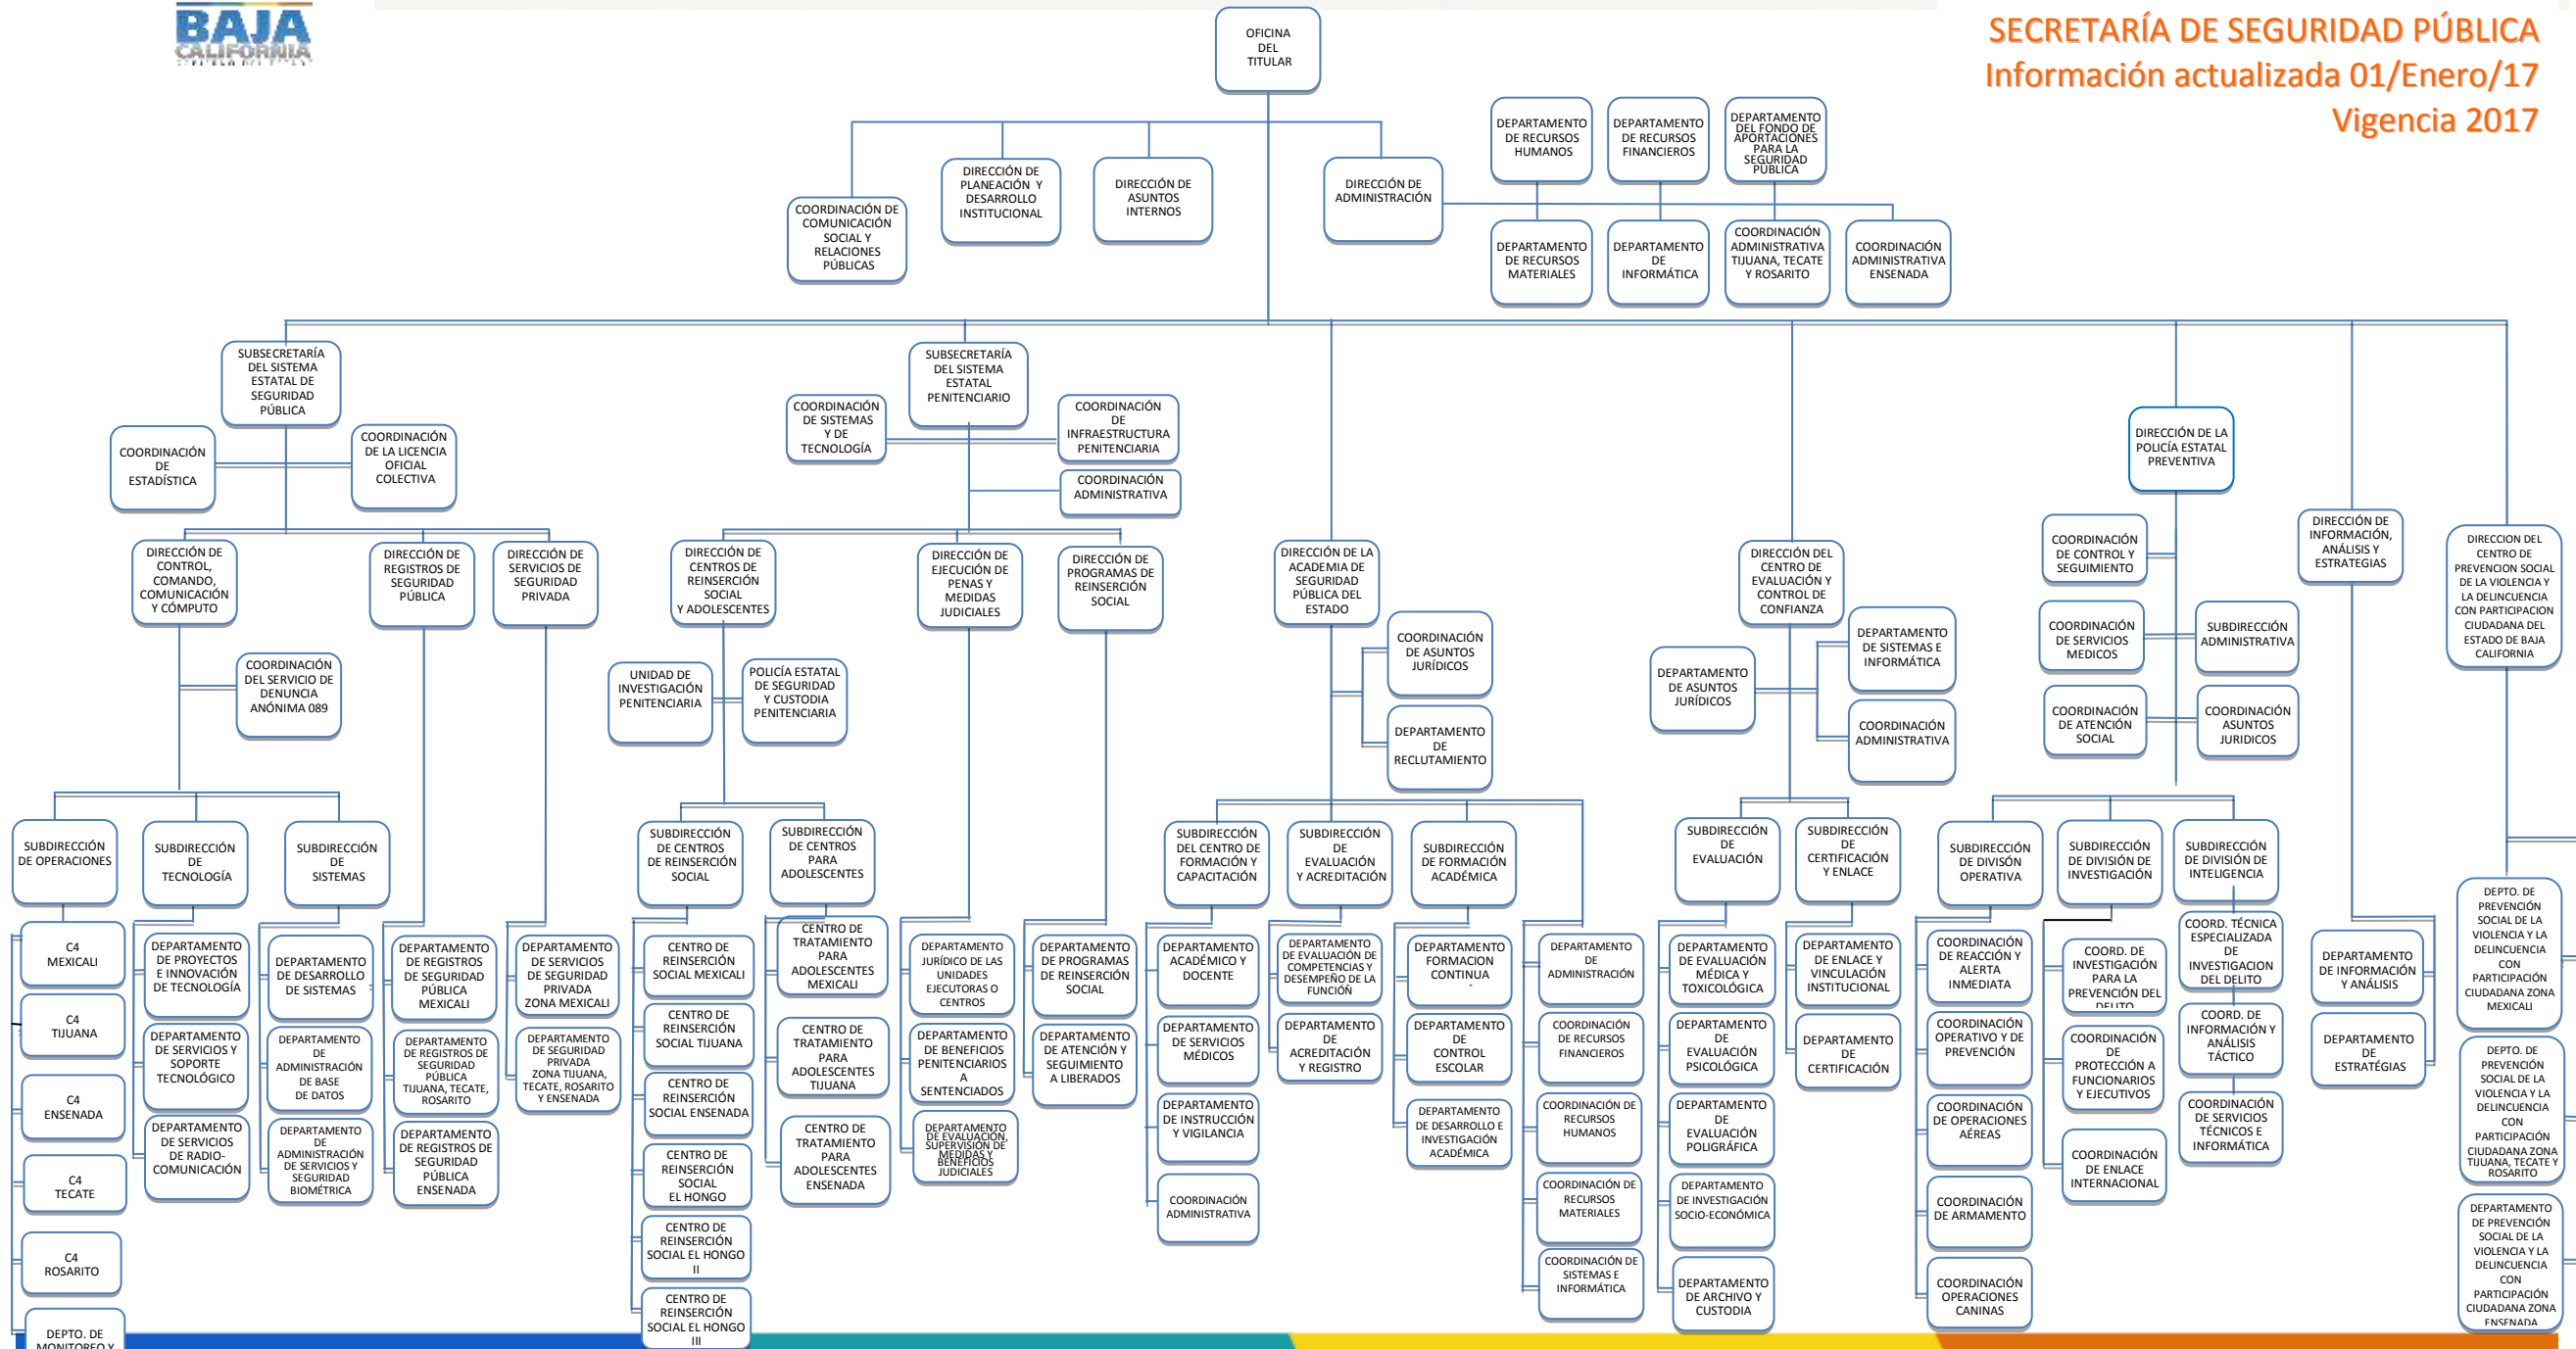 BAJA
CALIFORNIA
SECRETARÍA DE SEGURIDAD PÚBLICA
Información actualizada 01/Enero/17
Vigencia 2017
OFICINA
DEL
TITULAR
COORDINACIÓN DE
COMUNICACIÓN
SOCIAL Y
RELACIONES
PÚBLICAS
DIRECCIÓN DE
PLANEACIÓN Y
DESARROLLO
INSTITUCIONAL
DIRECCIÓN DE
ASUNTOS
INTERNOS
DIRECCIÓN DE
ADMINISTRACIÓN
DEPARTAMENTO
DE RECURSOS
HUMANOS
DEPARTAMENTO
DE RECURSOS
FINANCIEROS
DEPARTAMENTO
DEL FONDO DE
APORTACIONES
PARA LA
SEGURIDAD
PÚBLICA
DEPARTAMENTO
DE RECURSOS
MATERIALES
DEPARTAMENTO
DE
INFORMÁTICA
COORDINACIÓN
ADMINISTRATIVA
TIJUANA, TECATE
Y ROSARITO
COORDINACIÓN
ADMINISTRATIVA
ENSENADA
SUBSECRETARÍA
DEL SISTEMA
ESTATAL DE
SEGURIDAD
PÚBLICA
COORDINACIÓN
DE
ESTADÍSTICA
COORDINACIÓN
DE LA LICENCIA
OFICIAL
COLECTIVA
SUBSECRETARÍA
DEL SISTEMA
ESTATAL
PENITENCIARIO
COORDINACIÓN
DE SISTEMAS
Y DE
TECNOLOGÍA
COORDINACIÓN
DE
INFRAESTRUCTURA
PENITENCIARIA
COORDINACIÓN
ADMINISTRATIVA
DIRECCIÓN DE LA
POLICÍA ESTATAL
PREVENTIVA
DIRECCIÓN DE
CONTROL,
COMANDO,
COMUNICACIÓN
Y CÓMPUTO
DIRECCIÓN DE
REGISTROS DE
SEGURIDAD
PÚBLICA
DIRECCIÓN DE
SERVICIOS DE
SEGURIDAD
PRIVADA
DIRECCIÓN DE
CENTROS DE
REINSERCIÓN
SOCIAL
Y ADOLESCENTES
DIRECCIÓN DE
EJECUCIÓN DE
PENAS Y
MEDIDAS
JUDICIALES
DIRECCIÓN DE
PROGRAMAS DE
REINSERCIÓN
SOCIAL
DIRECCIÓN DE LA
ACADEMIA DE
SEGURIDAD
PÚBLICA DEL
ESTADO
DIRECCIÓN DEL
CENTRO DE
EVALUACIÓN Y
CONTROL DE
CONFIANZA
COORDINACIÓN
DE CONTROL Y
SEGUIMIENTO
DIRECCIÓN DE
INFORMACIÓN,
ANÁLISIS Y
ESTRATEGIAS
DIRECCION DEL
CENTRO DE
PREVENCION SOCIAL
DE LA VIOLENCIA Y
LA DELINCUENCIA
CON PARTICIPACION
CIUDADANA DEL
ESTADO DE BAJA
CALIFORNIA
COORDINACIÓN
DEL SERVICIO DE
DENUNCIA
ANÓNIMA 089
UNIDAD DE
INVESTIGACIÓN
PENITENCIARIA
POLICÍA ESTATAL
DE SEGURIDAD
Y CUSTODIA
PENITENCIARIA
COORDINACIÓN
DE ASUNTOS
JURÍDICOS
DEPARTAMENTO
DE
RECLUTAMIENTO
DEPARTAMENTO
DE ASUNTOS
JURÍDICOS
DEPARTAMENTO
DE SISTEMAS E
INFORMÁTICA
COORDINACIÓN
ADMINISTRATIVA
COORDINACIÓN
DE SERVICIOS
MEDICOS
SUBDIRECCIÓN
ADMINISTRATIVA
COORDINACIÓN
DE ATENCIÓN
SOCIAL
COORDINACIÓN
ASUNTOS
JURIDICOS
SUBDIRECCIÓN
DE OPERACIONES
SUBDIRECCIÓN
DE
TECNOLOGÍA
SUBDIRECCIÓN
DE
SISTEMAS
SUBDIRECCIÓN
DE CENTROS
DE REINSERCIÓN
SOCIAL
SUBDIRECCIÓN
DE CENTROS
PARA
ADOLESCENTES
SUBDIRECCIÓN
DEL CENTRO DE
FORMACIÓN Y
CAPACITACIÓN
SUBDIRECCIÓN
DE
EVALUACIÓN
Y ACREDITACIÓN
SUBDIRECCIÓN
DE FORMACIÓN
ACADÉMICA
SUBDIRECCIÓN
DE
EVALUACIÓN
SUBDIRECCIÓN
DE
CERTIFICACIÓN
Y ENLACE
SUBDIRECCIÓN
DE DIVISÓN
OPERATIVA
SUBDIRECCIÓN
DE DIVISIÓN DE
INVESTIGACIÓN
SUBDIRECCIÓN
DE DIVISIÓN DE
INTELIGENCIA
C4
MEXICALI
C4
TIJUANA
C4
ENSENADA
C4
TECATE
C4
ROSARITO
DEPTO. DE
MONITOREO Y
DEPARTAMENTO
DE PROYECTOS
E INNOVACIÓN
DE TECNOLOGÍA
DEPARTAMENTO
DE SERVICIOS Y
SOPORTE
TECNOLÓGICO
DEPARTAMENTO
DE SERVICIOS
DE RADIO-
COMUNICACIÓN
DEPARTAMENTO
DE DESARROLLO
DE SISTEMAS
DEPARTAMENTO
DE
ADMINISTRACIÓN
DE BASE
DE DATOS
DEPARTAMENTO
DE
ADMINISTRACIÓN
DE SERVICIOS Y
SEGURIDAD
BIOMÉTRICA
DEPARTAMENTO
DE REGISTROS
DE SEGURIDAD
PÚBLICA
MEXICALI
DEPARTAMENTO
DE REGISTROS DE
SEGURIDAD
PÚBLICA
TIJUANA, TECATE,
ROSARITO
DEPARTAMENTO
DE REGISTROS DE
SEGURIDAD
PÚBLICA
ENSENADA
DEPARTAMENTO
DE SERVICIOS
DE SEGURIDAD
PRIVADA
ZONA MEXICALI
DEPARTAMENTO
DE SEGURIDAD
PRIVADA
ZONA TIJUANA,
TECATE, ROSARITO
Y ENSENADA
CENTRO DE
REINSERCIÓN
SOCIAL MEXICALI
CENTRO DE
REINSERCIÓN
SOCIAL TIJUANA
CENTRO DE
REINSERCIÓN
SOCIAL ENSENADA
CENTRO DE
REINSERCIÓN
SOCIAL
EL HONGO
CENTRO DE
REINSERCIÓN
SOCIAL EL HONGO
II
CENTRO DE
REINSERCIÓN
SOCIAL EL HONGO
III
CENTRO DE
TRATAMIENTO
PARA
ADOLESCENTES
MEXICALI
CENTRO DE
TRATAMIENTO
PARA
ADOLESCENTES
TIJUANA
CENTRO DE
TRATAMIENTO
PARA
ADOLESCENTES
ENSENADA
DEPARTAMENTO
JURÍDICO DE LAS
UNIDADES
EJECUTORAS O
CENTROS
DEPARTAMENTO
DE BENEFICIOS
PENITENCIARIOS
A
SENTENCIADOS
DEPARTAMENTO
DE EVALUACIÓN,
SUPERVISIÓN DE
MEDIDAS Y
BENEFICIOS
JUDICIALES
DEPARTAMENTO
DE PROGRAMAS
DE REINSERCIÓN
SOCIAL
DEPARTAMENTO
DE ATENCIÓN Y
SEGUIMIENTO
A LIBERADOS
DEPARTAMENTO
ACADÉMICO Y
DOCENTE
DEPARTAMENTO
DE SERVICIOS
MÉDICOS
DEPARTAMENTO
DE INSTRUCCIÓN
Y VIGILANCIA
COORDINACIÓN
ADMINISTRATIVA
DEPARTAMENTO
DE EVALUACIÓN DE
COMPETENCIAS Y
DESEMPEÑO DE LA
FUNCIÓN
DEPARTAMENTO
DE
ACREDITACIÓN
Y REGISTRO
DEPARTAMENTO
FORMACION
CONTINUA
DEPARTAMENTO
DE
CONTROL
ESCOLAR
DEPARTAMENTO
DE DESARROLLO E
INVESTIGACIÓN
ACADÉMICA
DEPARTAMENTO
DE
ADMINISTRACIÓN
COORDINACIÓN
DE RECURSOS
FINANCIEROS
COORDINACIÓN DE
RECURSOS
HUMANOS
COORDINACIÓN DE
RECURSOS
MATERIALES
COORDINACIÓN DE
SISTEMAS E
INFORMÁTICA
DEPARTAMENTO
DE EVALUACIÓN
MÉDICA Y
TOXICOLÓGICA
DEPARTAMENTO
DE
EVALUACIÓN
PSICOLÓGICA
DEPARTAMENTO
DE
EVALUACIÓN
POLIGRÁFICA
DEPARTAMENTO
DE INVESTIGACIÓN
SOCIO-ECONÓMICA
DEPARTAMENTO
DE ARCHIVO Y
CUSTODIA
DEPARTAMENTO
DE ENLACE Y
VINCULACIÓN
INSTITUCIONAL
DEPARTAMENTO
DE
CERTIFICACIÓN
COORDINACIÓN
DE REACCIÓN Y
ALERTA
INMEDIATA
COORDINACIÓN
OPERATIVO Y DE
PREVENCIÓN
COORDINACIÓN
DE OPERACIONES
AÉREAS
COORDINACIÓN
DE ARMAMENTO
COORDINACIÓN
OPERACIONES
CANINAS
COORD. DE
INVESTIGACIÓN
PARA LA
PREVENCIÓN DEL
DELITO
COORDINACIÓN
DE
PROTECCIÓN A
FUNCIONARIOS
Y EJECUTIVOS
COORDINACIÓN
DE ENLACE
INTERNACIONAL
COORD. TÉCNICA
ESPECIALIZADA
DE
INVESTIGACION
DEL DELITO
COORD. DE
INFORMACIÓN Y
ANÁLISIS
TÁCTICO
COORDINACIÓN
DE SERVICIOS
TÉCNICOS E
INFORMÁTICA
DEPARTAMENTO
DE INFORMACIÓN
Y ANÁLISIS
DEPARTAMENTO
DE
ESTRATÉGIAS
DEPTO. DE
PREVENCIÓN
SOCIAL DE LA
VIOLENCIA Y LA
DELINCUENCIA
CON
PARTICIPACIÓN
CIUDADANA ZONA
MEXICALI
DEPTO. DE
PREVENCIÓN
SOCIAL DE LA
VIOLENCIA Y LA
DELINCUENCIA
CON
PARTICIPACIÓN
CIUDADANA ZONA
TIJUANA, TECATE Y
ROSARITO
DEPARTAMENTO
DE PREVENCIÓN
SOCIAL DE LA
VIOLENCIA Y LA
DELINCUENCIA
CON
PARTICIPACIÓN
CIUDADANA ZONA
ENSENADA